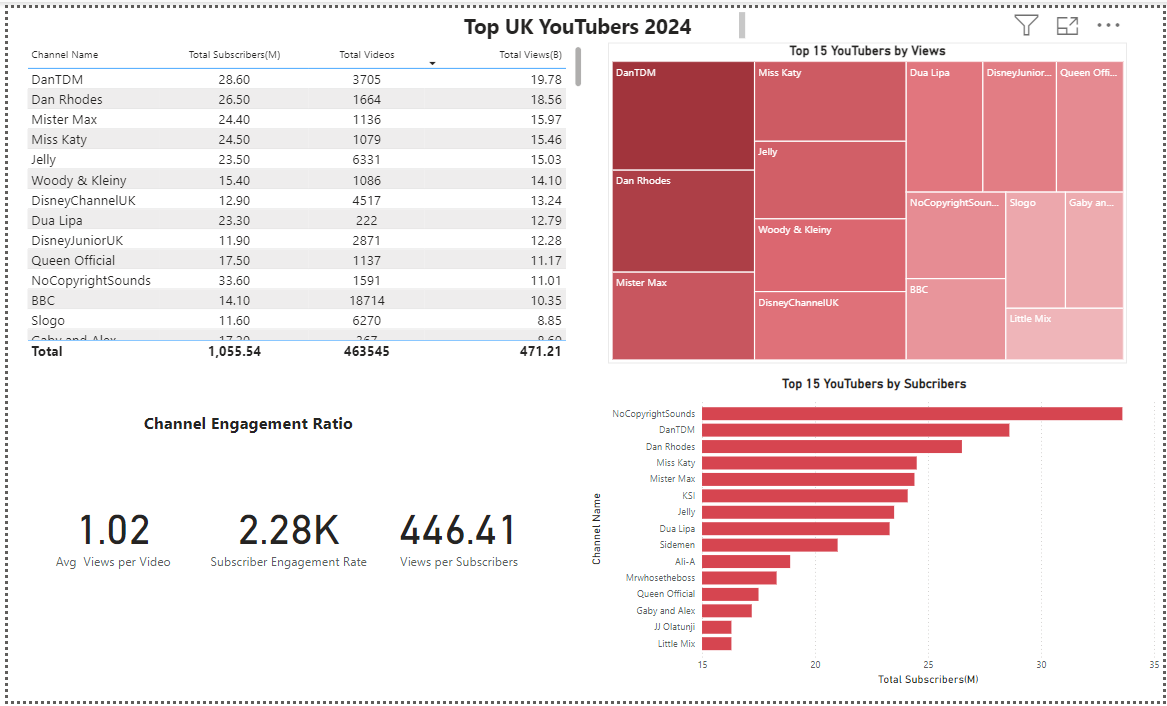 Top UK YouTubers 2024
Channel Name Total Subscribers(M) Total Videos Total Views(B)
DanTDM 28.60 3705 19.78
Dan Rhodes 26.50 1664 18.56
Mister Max 24.40 1136 15.97
Miss Katy 24.50 1079 15.46
Jelly 23.50 6331 15.03
Woody & Kleiny 15.40 1086 14.10
DisneyChannelUK 12.90 4517 13.24
Dua Lipa 23.30 222 12.79
DisneyJuniorUK 11.90 2871 12.28
Queen Official 17.50 1137 11.17
NoCopyrightSounds 33.60 1591 11.01
BBC 14.10 18714 10.35
Slogo 11.60 6270 8.85
Gaby and Alex 17.20 367 8.60
Total 1,055.54 463545 471.21
Top 15 YouTubers by Views
DanTDM
Dan Rhodes
Mister Max
Miss Katy
Jelly
Woody & Kleiny
DisneyChannelUK
Dua Lipa
DisneyJunior...
Queen Offi...
NoCopyrightSoun...
BBC
Slogo
Gaby an...
Little Mix
Channel Engagement Ratio
1.02
Avg Views per Video
2.28K
Subscriber Engagement Rate
446.41
Views per Subscribers
Top 15 YouTubers by Subcribers
Channel Name
NoCopyrightSounds
DanTDM
Dan Rhodes
Miss Katy
Mister Max
KSI
Jelly
Dua Lipa
Sidemen
Ali-A
Mrwhosetheboss
Queen Official
Gaby and Alex
JJ Olatunji
Little Mix
15 20 25 30 35
Total Subscribers(M)